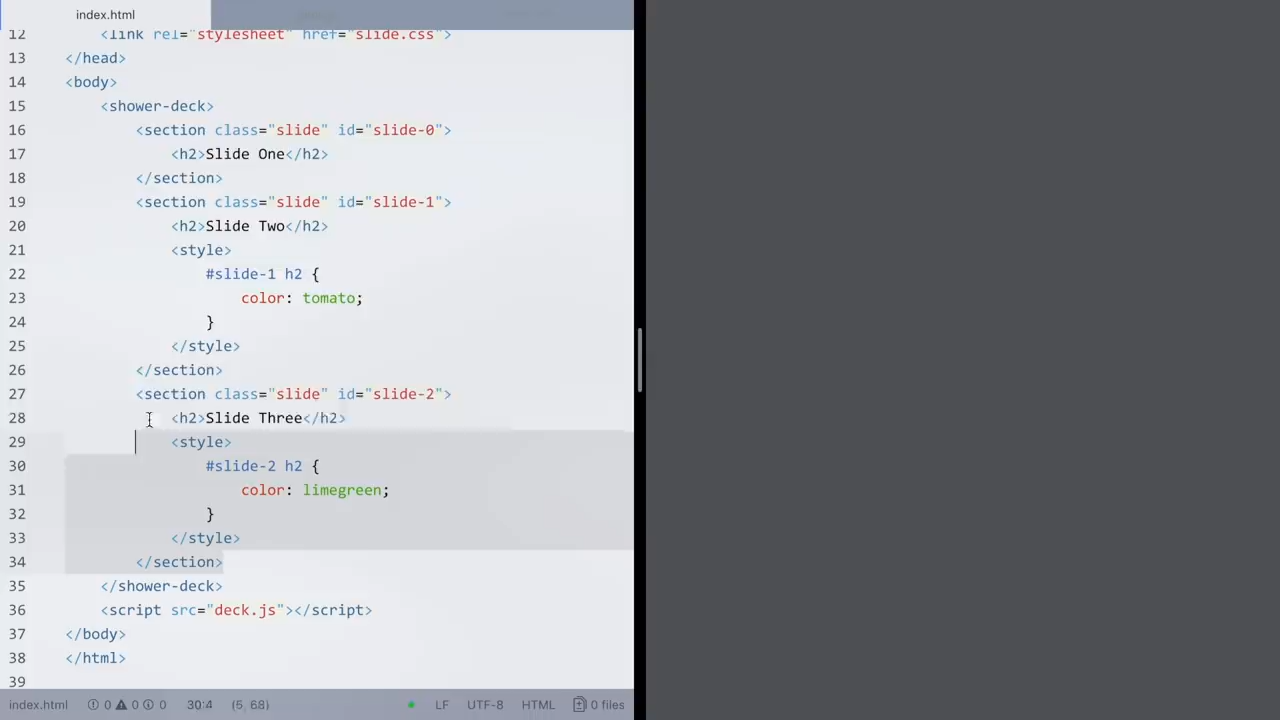 index.html
12 <link rel="stylesheet" href="slide.css">
13 </head>
14 <body>
15 <shower-deck>
16 <section class="slide" id="slide-0">
17 <h2>Slide One</h2>
18 </section>
19 <section class="slide" id="slide-1">
20 <h2>Slide Two</h2>
21 <style>
22 #slide-1 h2 {
23 color: tomato;
24 }
25 </style>
26 </section>
27 <section class="slide" id="slide-2">
28 <h2>Slide Three</h2>
29 <style>
30 #slide-2 h2 {
31 color: limegreen;
32 }
33 </style>
34 </section>
35 </shower-deck>
36 <script src="deck.js"></script>
37 </body>
38 </html>
39
index.html 0 0 0 30:4 (5, 68) LF UTF-8 HTML 0 files